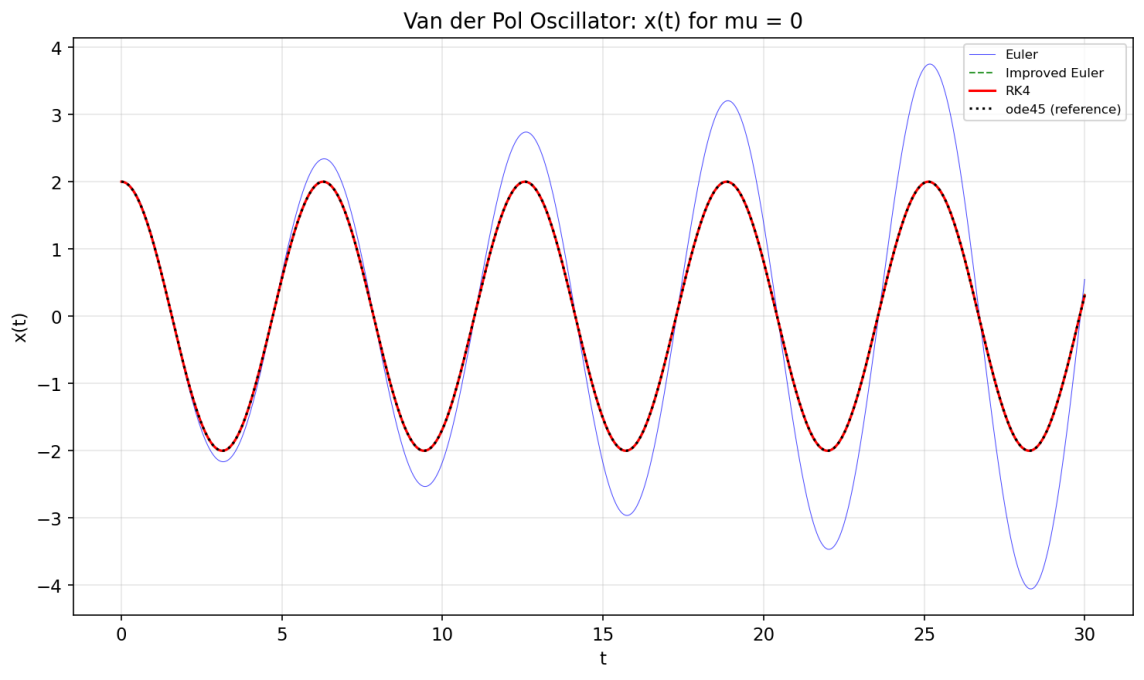 Van der Pol Oscillator: x(t) for mu = 0
Euler
Improved Euler
RK4
ode45 (reference)
x(t)
4
3
2
1
0
−1
−2
−3
−4
0 5 10 15 20 25 30
t